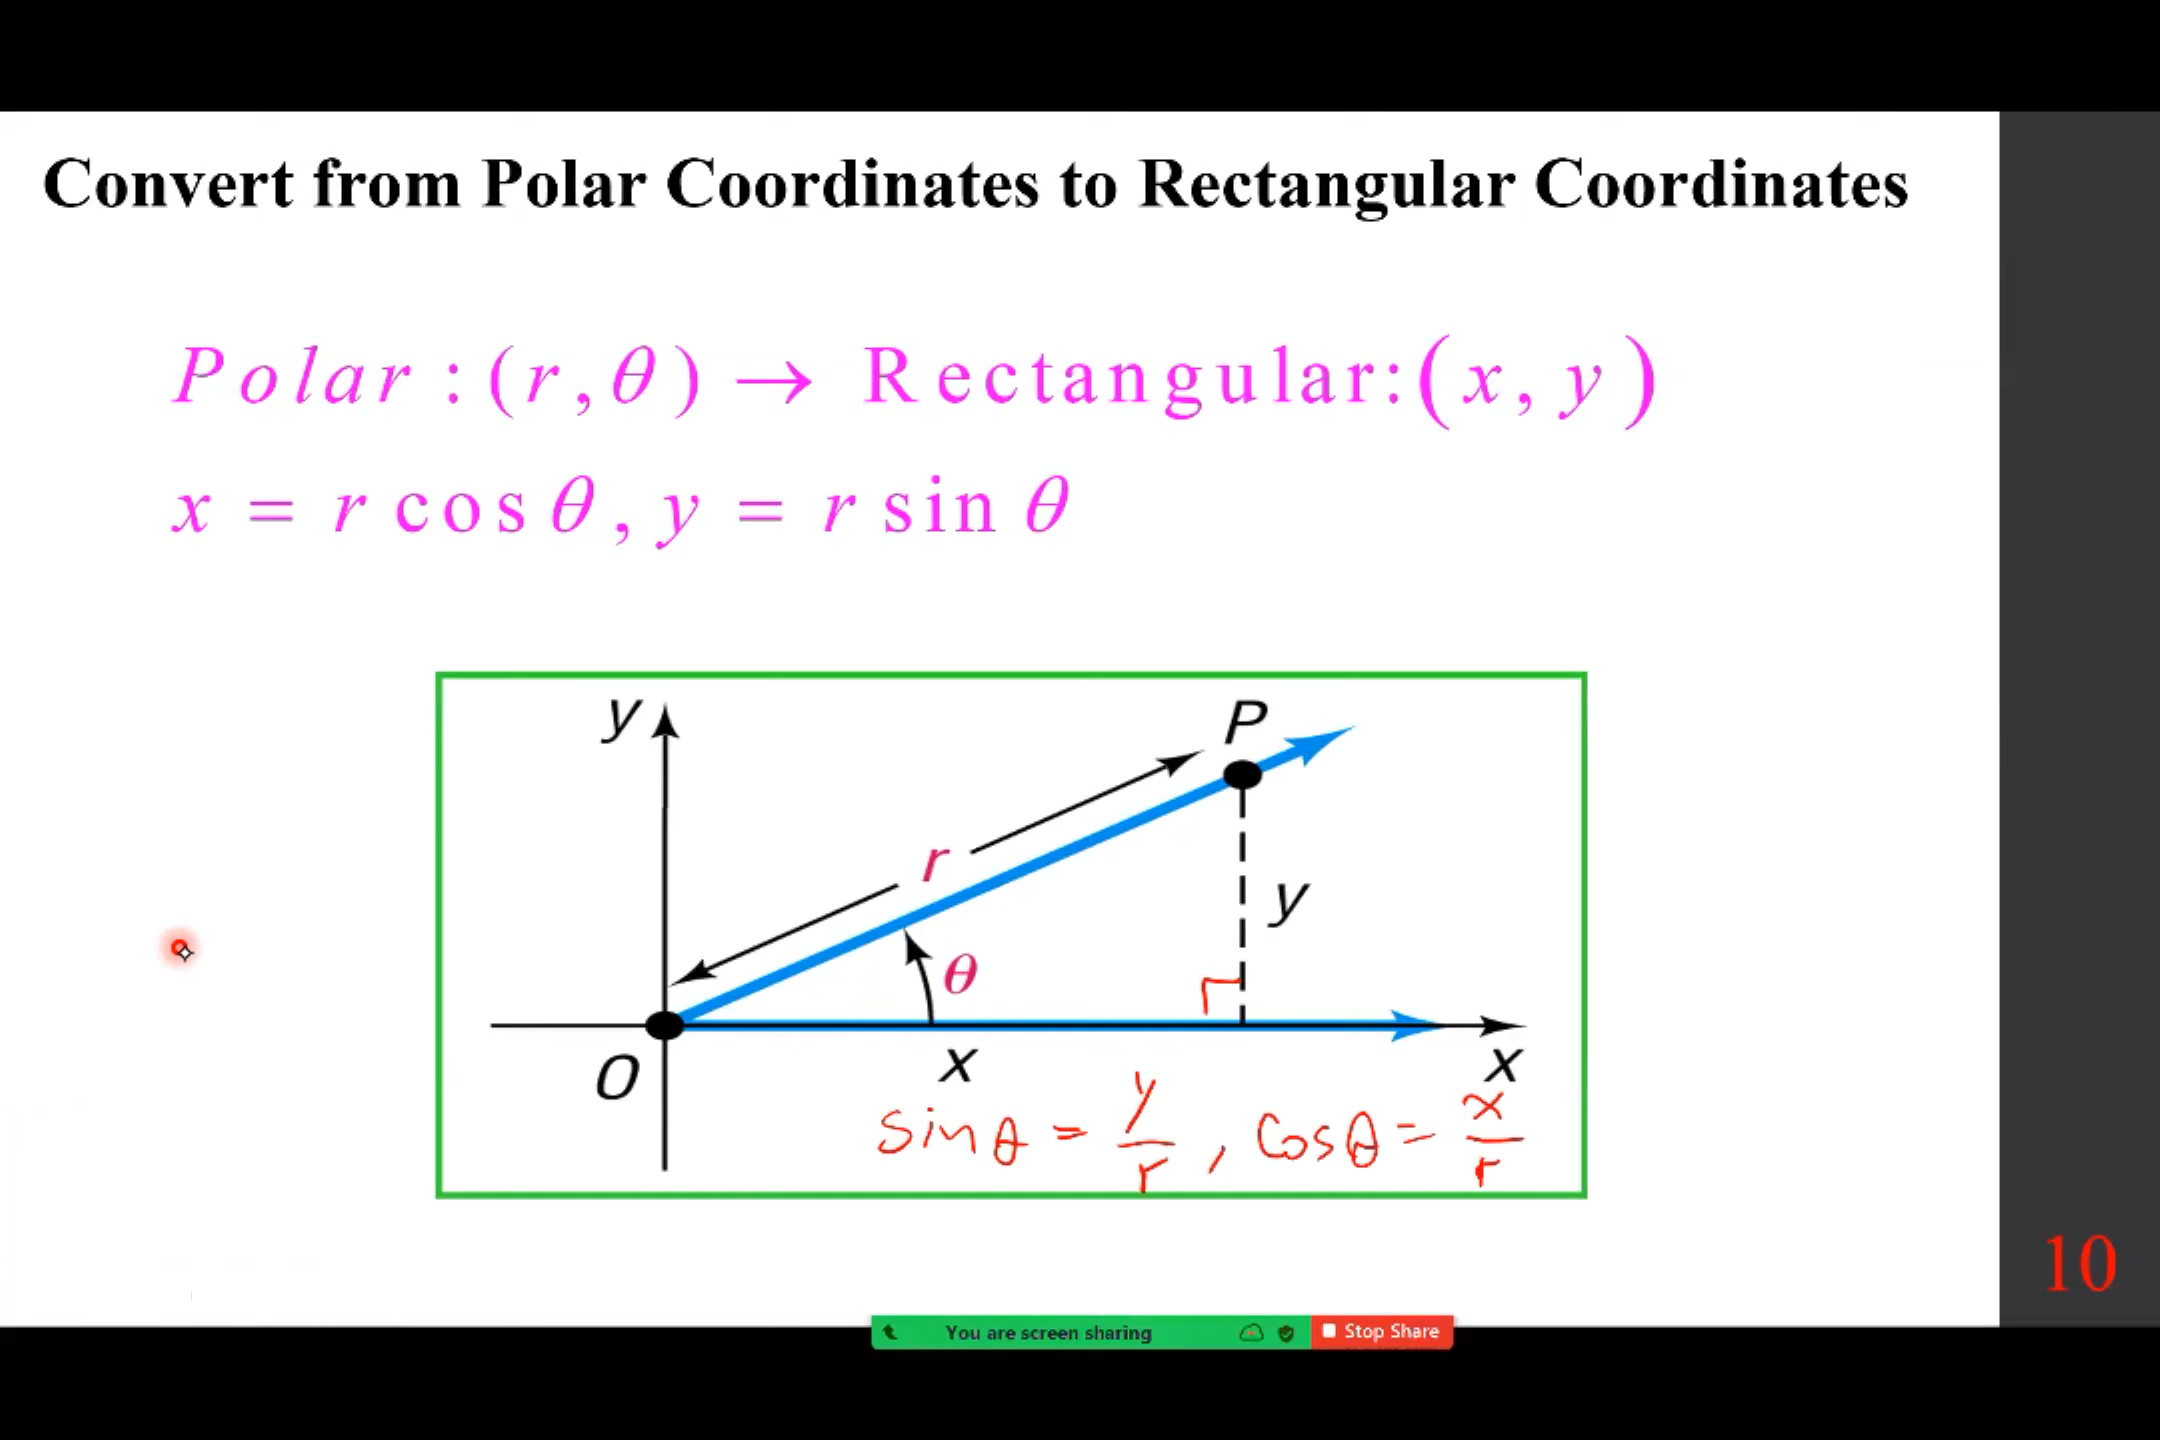 Convert from Polar Coordinates to Rectangular Coordinates
Polar : (r, θ) → Rectangular: (x, y)
x = r cos θ, y = r sin θ
y
P
r
y
θ
O
x
x
sin θ = y/r , cos θ = x/r
10
You are screen sharing
Stop Share